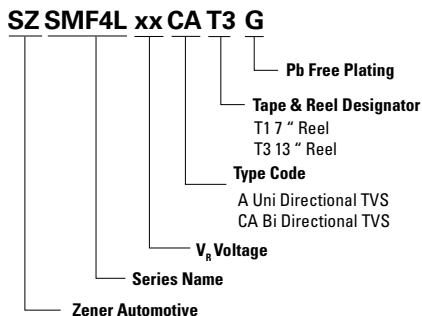 SZ SMF4L xx CA T3 G
Pb Free Plating
Tape & Reel Designator
T1 7 “ Reel
T3 13 “ Reel
Type Code
A Uni Directional TVS
CA Bi Directional TVS
VR Voltage
Series Name
Zener Automotive